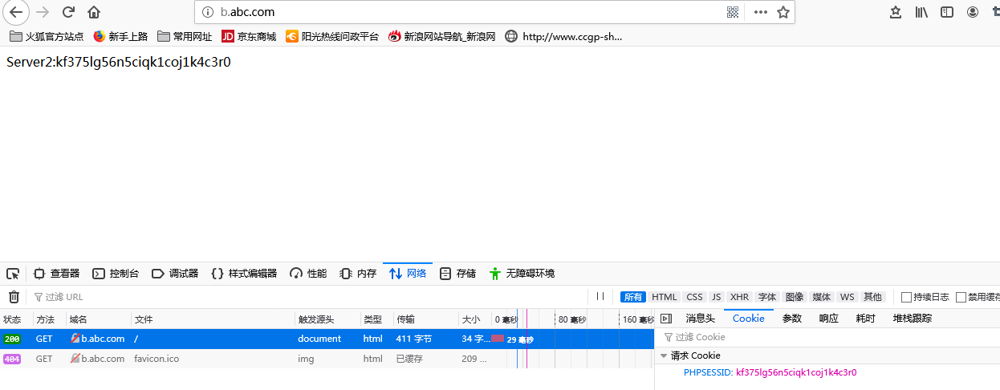 b.abc.com
火狐官方站点 新手上路 常用网址 JD 京东商城 阳光热线问政平台 新浪网站导航_新浪网 http://www.ccgp-sh...
Server2:kf375lg56n5ciqk1coj1k4c3r0
查看器 控制台 调试器 样式编辑器 性能 内存 网络 存储 无障碍环境
过滤 URL 所有 HTML CSS JS XHR 字体 图像 媒体 WS 其他 持续日志 禁用缓存
状态 方法 域名 文件 触发源头 类型 传输 大小 0 毫秒 80 毫秒 160 毫秒 消息头 Cookie 参数 响应 耗时 堆栈跟踪
200 GET b.abc.com / document html 411 字节 34 字... 29 毫秒 过滤 Cookie
404 GET b.abc.com favicon.ico img html 已缓存 209 ... 请求 Cookie
PHPSESSID: kf375lg56n5ciqk1coj1k4c3r0